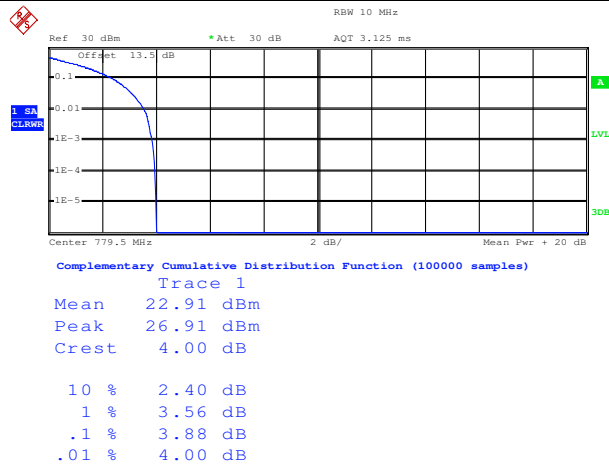 R/S
RBW 10 MHz
Ref 30 dBm *Att 30 dB AQT 3.125 ms
Offset 13.5 dB
0.1
A
0.01
1 SA
CLRWR
1E-3
LVL
1E-4
1E-5
3DB
Center 779.5 MHz 2 dB/ Mean Pwr + 20 dB
Complementary Cumulative Distribution Function (100000 samples)
Trace 1
Mean 22.91 dBm
Peak 26.91 dBm
Crest 4.00 dB
10 % 2.40 dB
1 % 3.56 dB
.1 % 3.88 dB
.01 % 4.00 dB